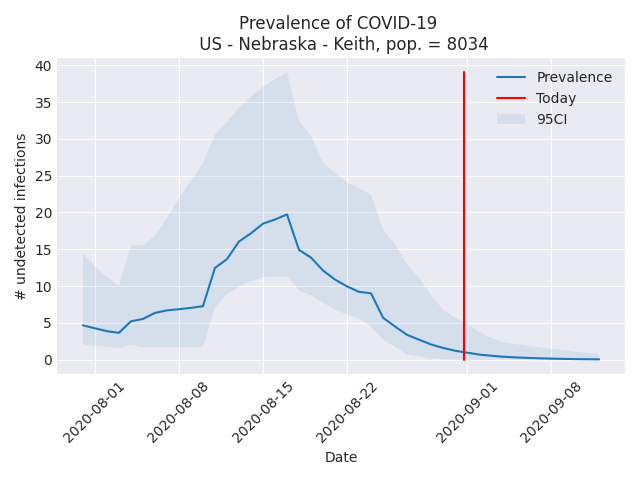 Prevalence of COVID-19
US - Nebraska - Keith, pop. = 8034
40
35
30
25
20
15
10
5
0
# undetected infections
Prevalence
Today
95CI
2020-08-01
2020-08-08
2020-08-15
2020-08-22
2020-09-01
2020-09-08
Date